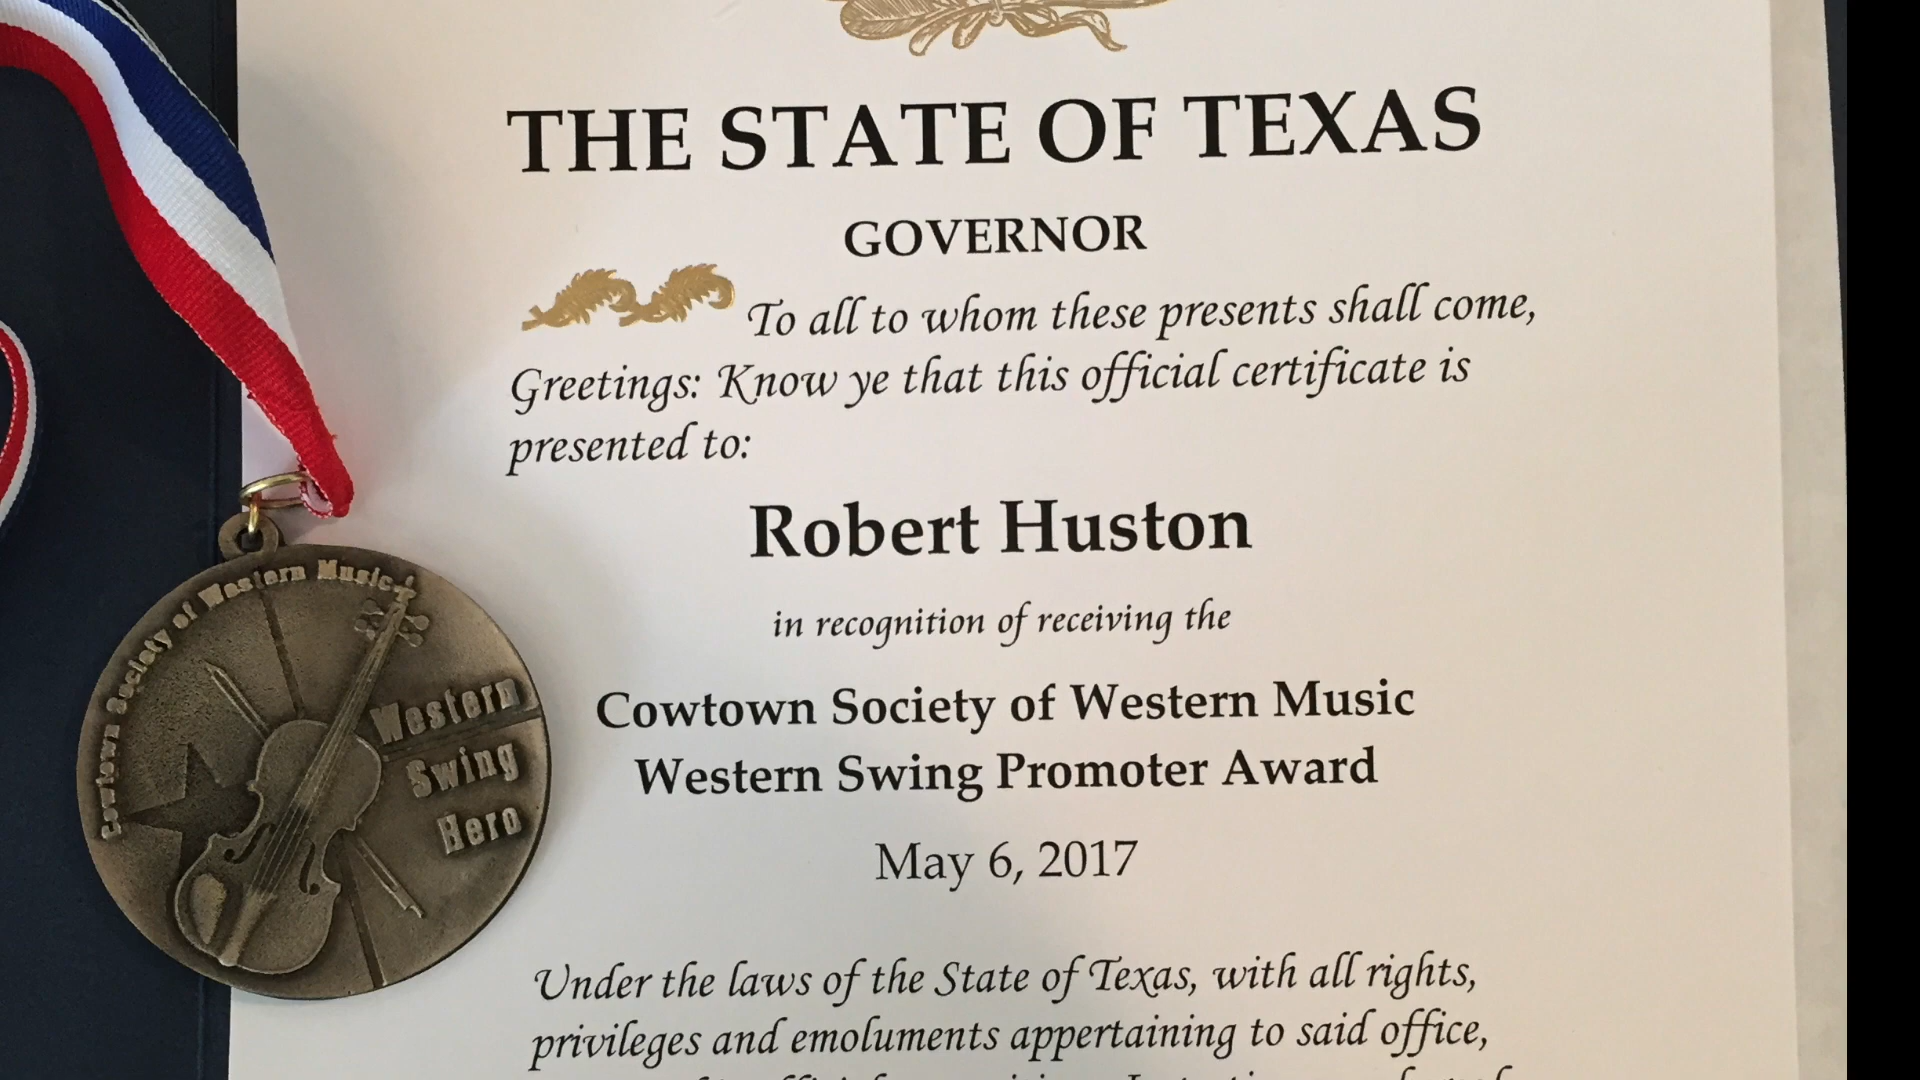 THE STATE OF TEXAS
GOVERNOR
To all to whom these presents shall come,
Greetings: Know ye that this official certificate is
presented to:
Robert Huston
in recognition of receiving the
Cowtown Society of Western Music
Western Swing Promoter Award
May 6, 2017
Under the laws of the State of Texas, with all rights,
privileges and emoluments appertaining to said office,
Cowtown Society of Western Music
Western
Swing
Hero